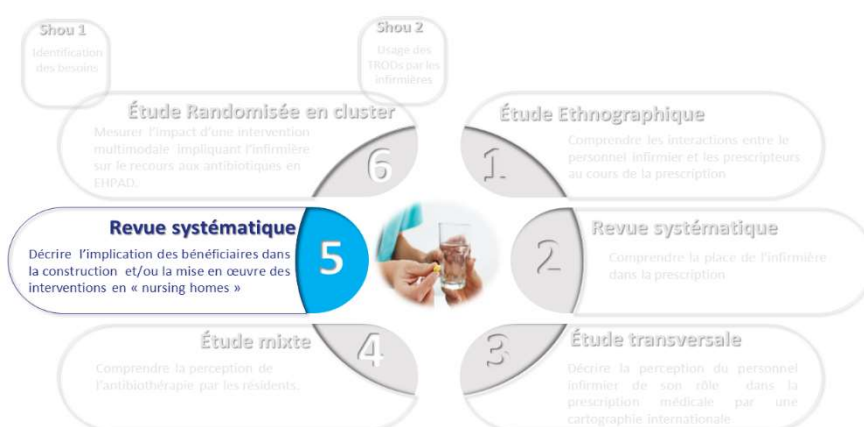 Shou 1
Identification
des besoins
Shou 2
Usage des
TRODs par les
infirmières
Étude Randomisée en cluster
Mesurer l'impact d'une intervention
multimodale impliquant l'infirmière
sur le recours aux antibiotiques en
EHPAD.
6
Étude Ethnographique
Comprendre les interactions entre le
personnel infirmier et les prescripteurs
au cours de la prescription
1
Revue systématique
Décrire l'implication des bénéficiaires dans
la construction et/ou la mise en œuvre des
interventions en « nursing homes »
5
Revue systématique
Comprendre la place de l'infirmière
dans la prescription
2
Étude mixte
Comprendre la perception de
l'antibiothérapie par les résidents.
4
Étude transversale
Décrire la perception du personnel
infirmier de son rôle dans la
prescription médicale par une
cartographie internationale
3